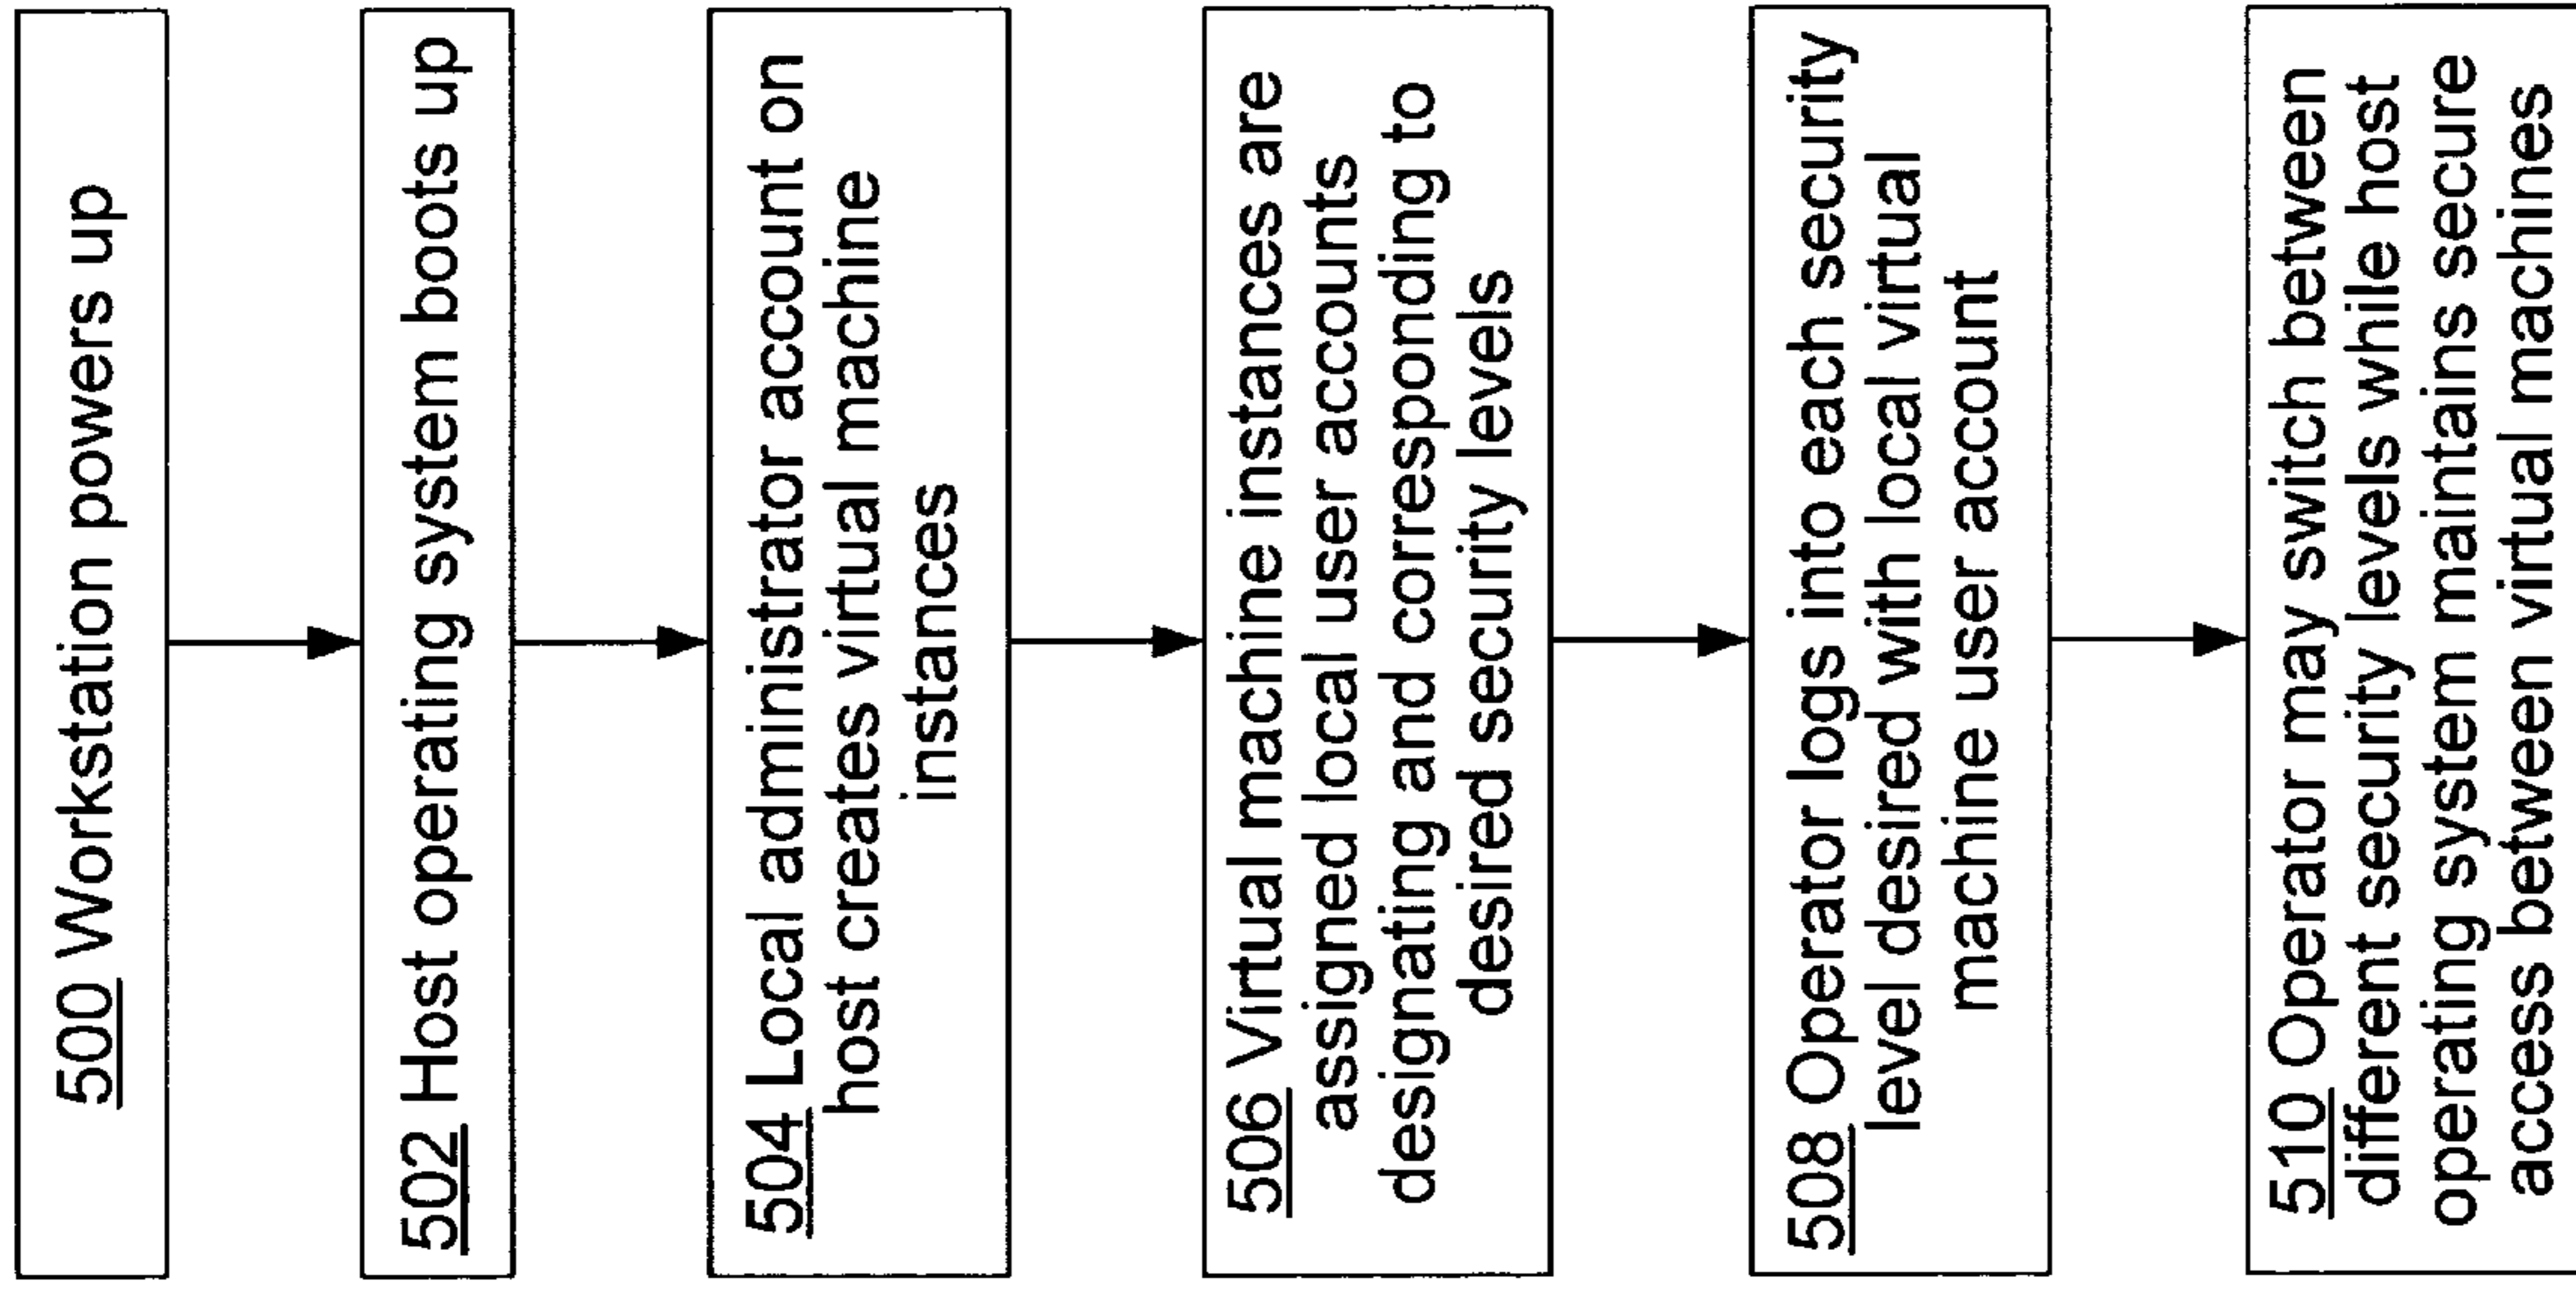 500 Workstation powers up
502 Host operating system boots up
504 Local administrator account on
host creates virtual machine
instances
506 Virtual machine instances are
assigned local user accounts
designating and corresponding to
desired security levels
508 Operator logs into each security
level desired with local virtual
machine user account
510 Operator may switch between
different security levels while host
operating system maintains secure
access between virtual machines